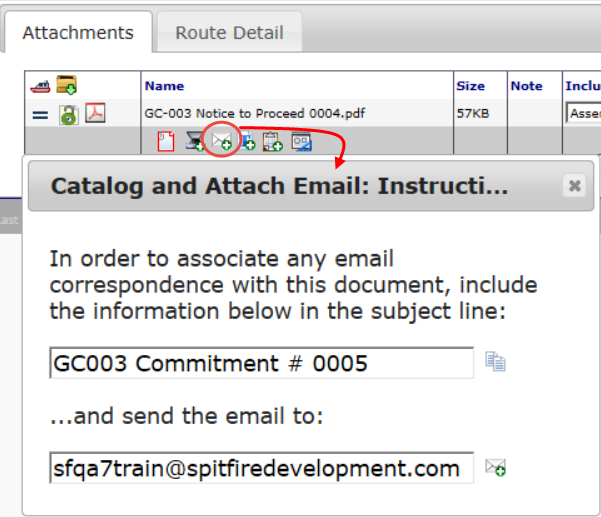 Attachments
Route Detail
Name
Size
Note
Inclu
GC-003 Notice to Proceed 0004.pdf
57KB
Asse
Catalog and Attach Email: Instructi...
Last
In order to associate any email
correspondence with this document, include
the information below in the subject line:
GC003 Commitment # 0005
...and send the email to:
sfqa7train@spitfiredevelopment.com